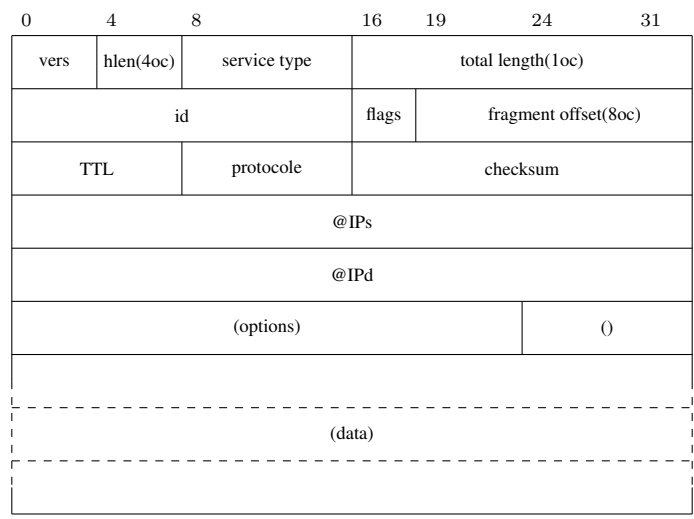 0 4 8 16 19 24 31
vers hlen(4oc) service type total length(1oc)
id flags fragment offset(8oc)
TTL protocole checksum
@IPs
@IPd
(options) ()
(data)